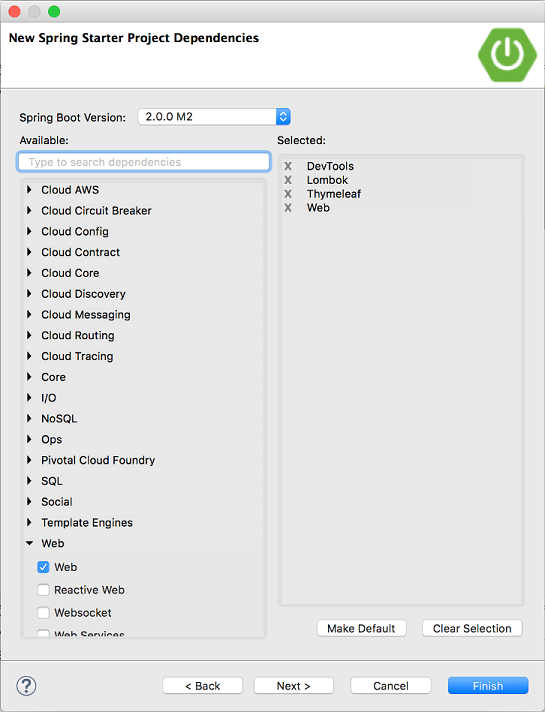 New Spring Starter Project Dependencies
Spring Boot Version: 2.0.0 M2
Available:
Type to search dependencies
Cloud AWS
Cloud Circuit Breaker
Cloud Config
Cloud Contract
Cloud Core
Cloud Discovery
Cloud Messaging
Cloud Routing
Cloud Tracing
Core
I/O
NoSQL
Ops
Pivotal Cloud Foundry
SQL
Social
Template Engines
Web
Web
Reactive Web
Websocket
Web Services
Selected:
X DevTools
X Lombok
X Thymeleaf
X Web
Make Default Clear Selection
? < Back Next > Cancel Finish